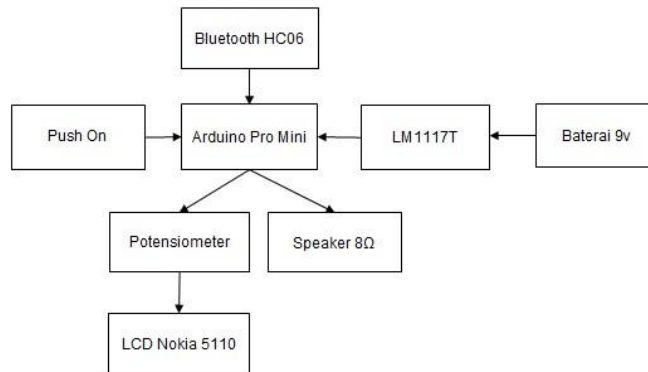 Bluetooth HC06
Push On
Arduino Pro Mini
LM1117T
Baterai 9v
Potensiometer
Speaker 8Ω
LCD Nokia 5110